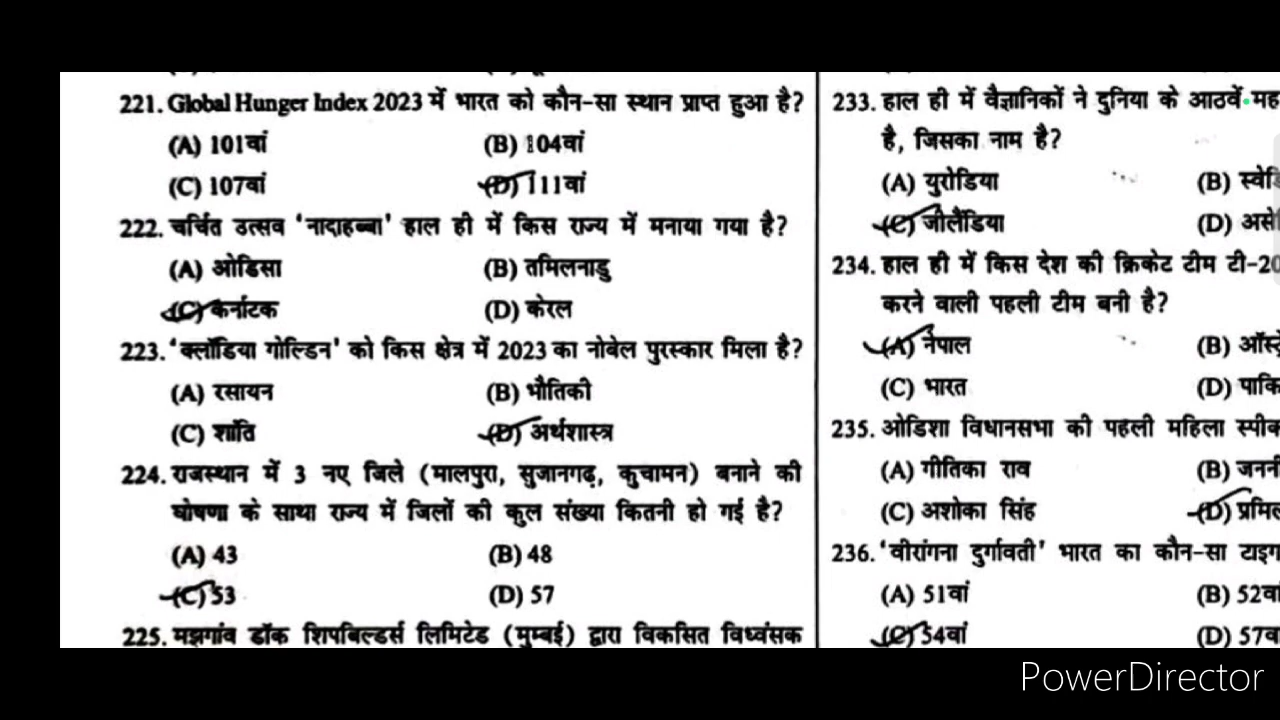 221. Global Hunger Index 2023 में भारत को कौन-सा स्थान प्राप्त हुआ है?
(A) 101वां (B) 104वां
(C) 107वां (D) 111वां
222. चर्चित उत्सव 'नादाहब्बा' हाल ही में किस राज्य में मनाया गया है?
(A) ओडिसा (B) तमिलनाडु
(C) कर्नाटक (D) केरल
223. 'क्लॉडिया गोल्डिन' को किस क्षेत्र में 2023 का नोबेल पुरस्कार मिला है?
(A) रसायन (B) भौतिकी
(C) शांति (D) अर्थशास्त्र
224. राजस्थान में 3 नए जिले (मालपुरा, सुजानगढ़, कुचामन) बनाने की
घोषणा के साथा राज्य में जिलों की कुल संख्या कितनी हो गई है?
(A) 43 (B) 48
(C) 53 (D) 57
225. मझगांव डॉक शिपबिल्डर्स लिमिटेड (मुम्बई) द्वारा विकसित विध्वंसक
233. हाल ही में वैज्ञानिकों ने दुनिया के आठवें
है, जिसका नाम है?
(A) युरोडिया (B)
(C) जीलैंडिया (D)
234. हाल ही में किस देश की क्रिकेट टीम टी-20
करने वाली पहली टीम बनी है?
(A) नेपाल (B)
(C) भारत (D)
235. ओडिशा विधानसभा की पहली महिला
(A) गीतिका राव (B)
(C) अशोका सिंह (D)
236. 'वीरांगना दुर्गावती' भारत का कौन-सा
(A) 51वां (B) 52वां
(C) 54वां (D)
PowerDirector